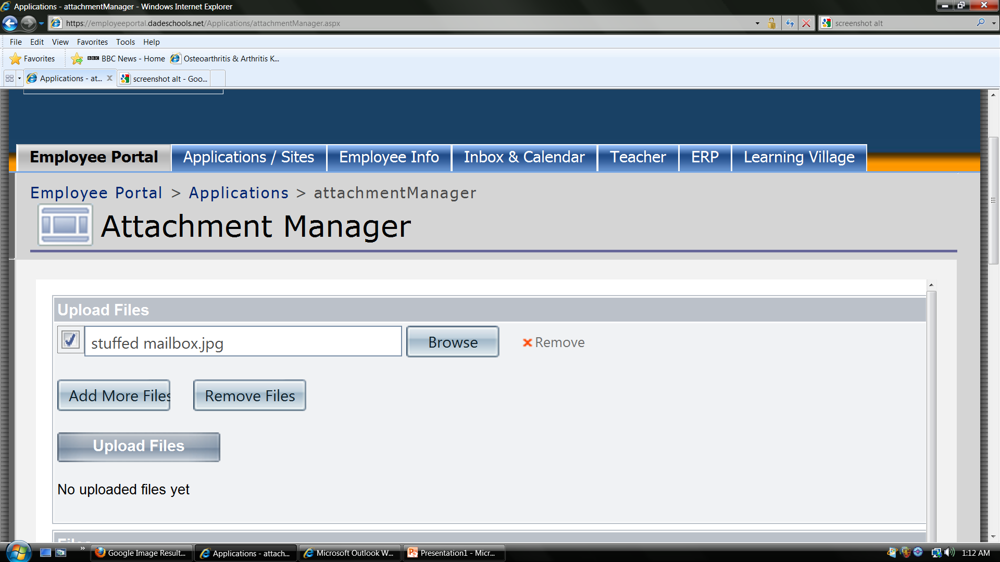 Applications - attachmentManager - Windows Internet Explorer
https://employeeportal.dadeschools.net/Applications/attachmentManager.aspx
screenshot alt
File Edit View Favorites Tools Help
Favorites BBC BBC News - Home Osteoarthritis & Arthritis K...
Applications - at... screenshot alt - Goo...
Employee Portal Applications / Sites Employee Info Inbox & Calendar Teacher ERP Learning Village
Employee Portal > Applications > attachmentManager
Attachment Manager
Upload Files
stuffed mailbox.jpg Browse Remove
Add More Files Remove Files
Upload Files
No uploaded files yet
Files
Google Image Result... Applications - attach... Microsoft Outlook W... Presentation1 - Micr... 1:12 AM